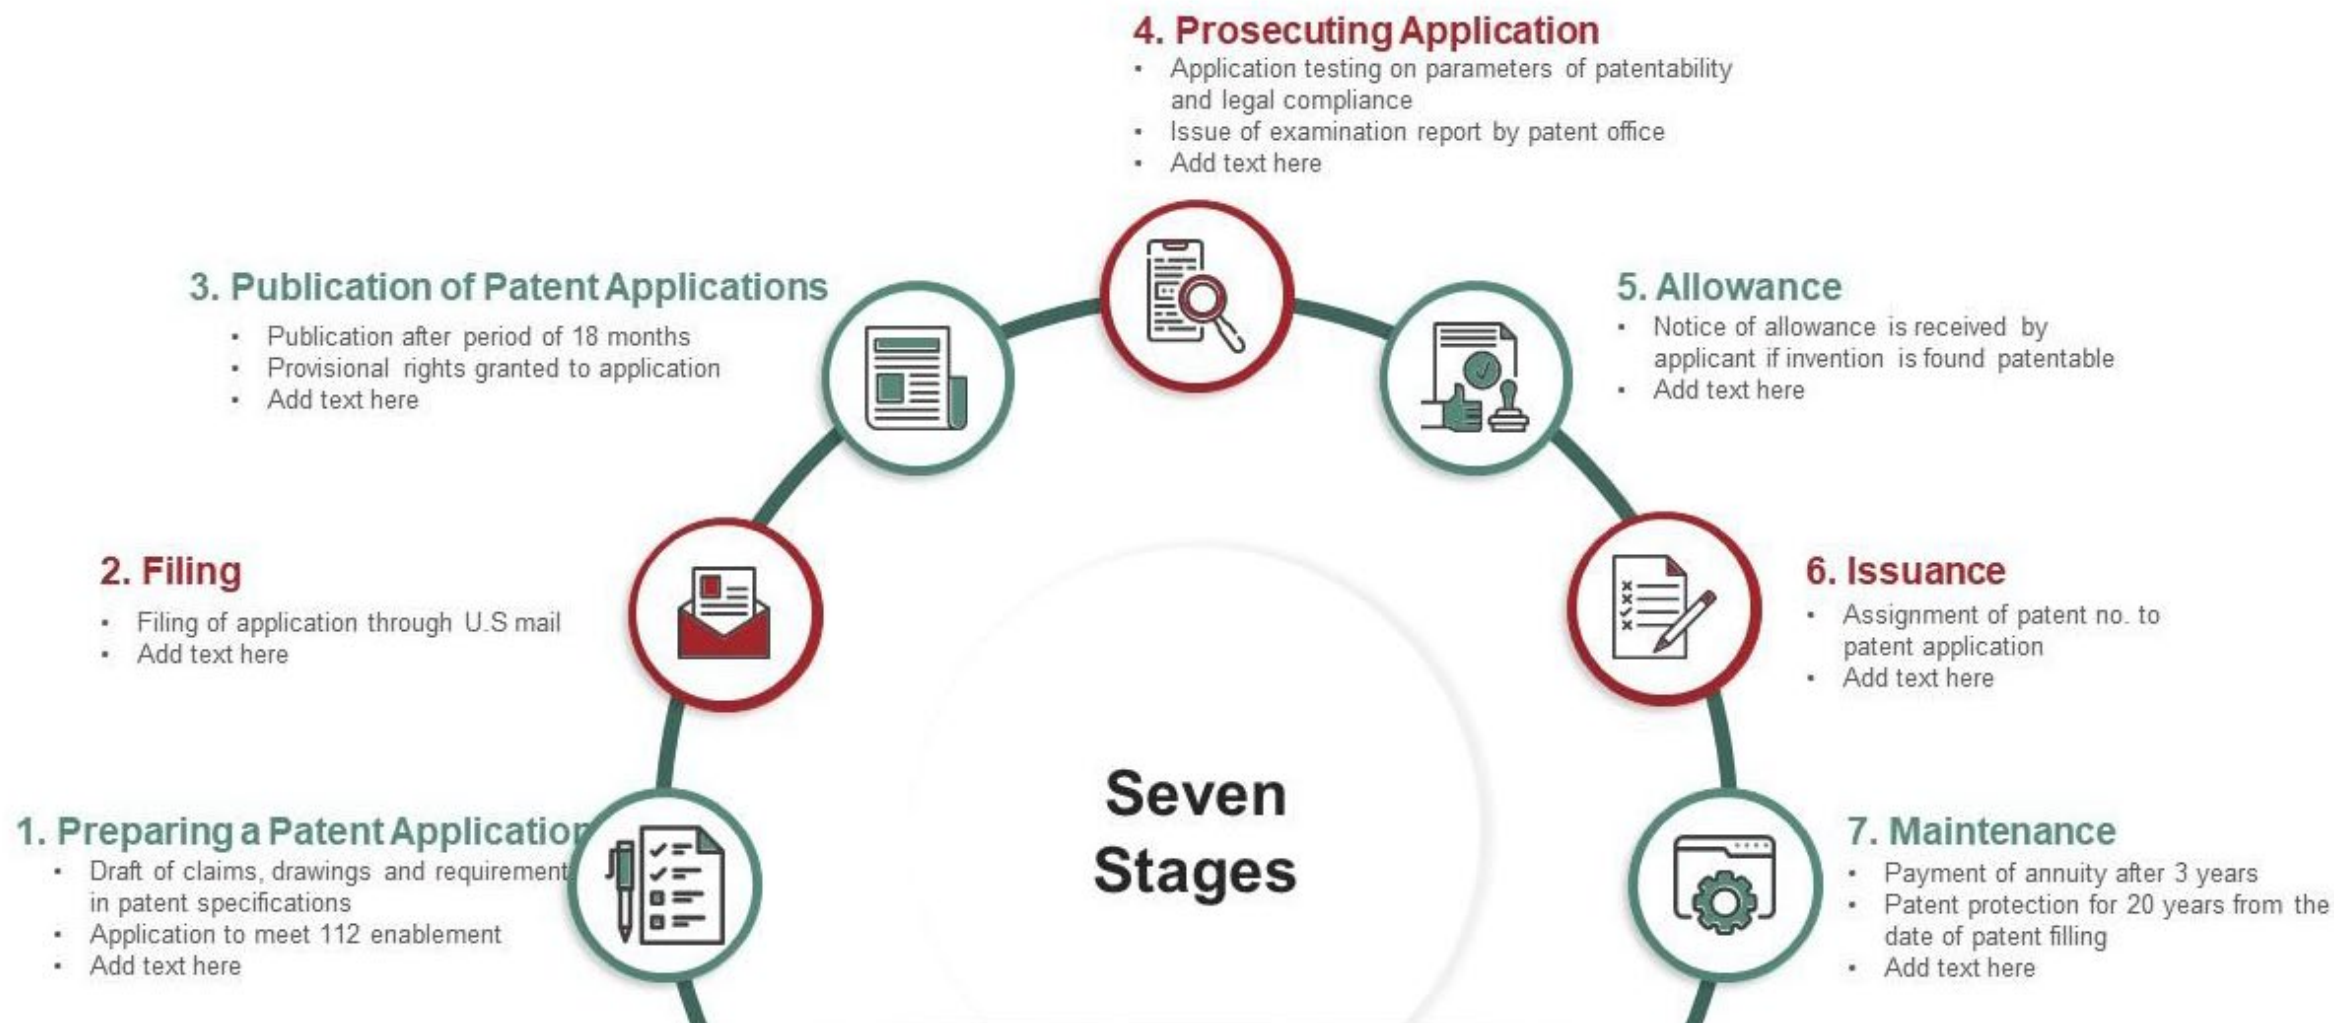 4. Prosecuting Application
• Application testing on parameters of patentability
and legal compliance
• Issue of examination report by patent office
• Add text here
3. Publication of Patent Applications
• Publication after period of 18 months
• Provisional rights granted to application
• Add text here
5. Allowance
• Notice of allowance is received by
applicant if invention is found patentable
• Add text here
2. Filing
• Filing of application through U.S mail
• Add text here
6. Issuance
• Assignment of patent no. to
patent application
• Add text here
1. Preparing a Patent Application
• Draft of claims, drawings and requirement
in patent specifications
• Application to meet 112 enablement
• Add text here
Seven
Stages
7. Maintenance
• Payment of annuity after 3 years
• Patent protection for 20 years from the
date of patent filling
• Add text here